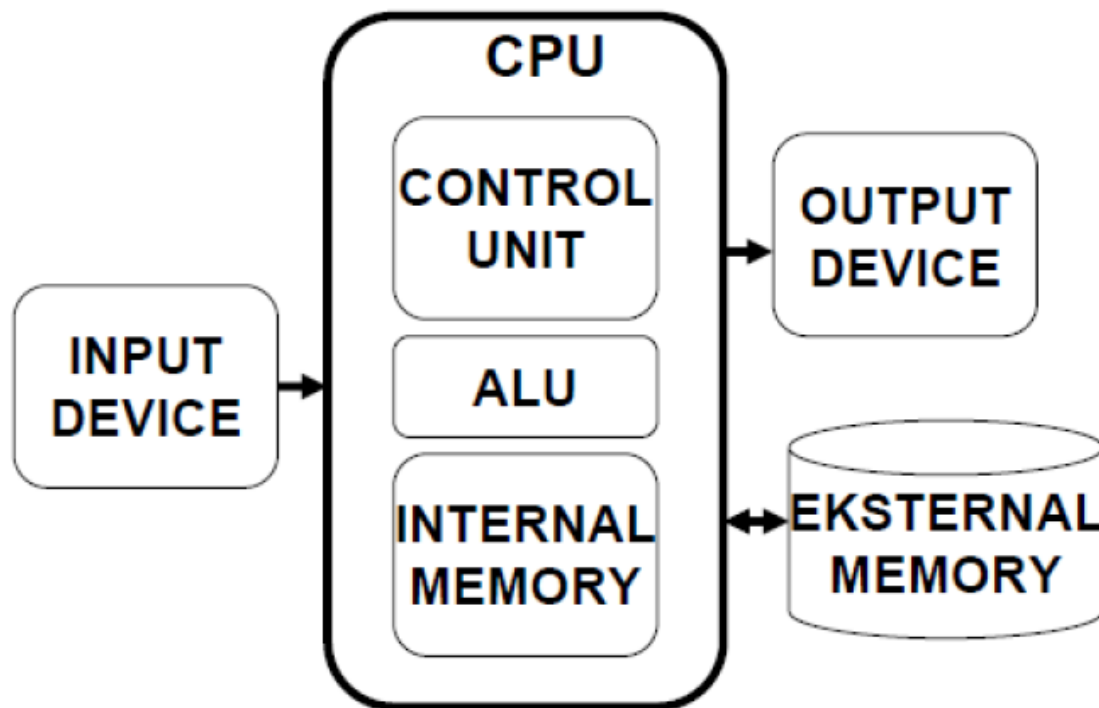 CPU
CONTROL
UNIT
ALU
INTERNAL
MEMORY
INPUT
DEVICE
OUTPUT
DEVICE
EKSTERNAL
MEMORY